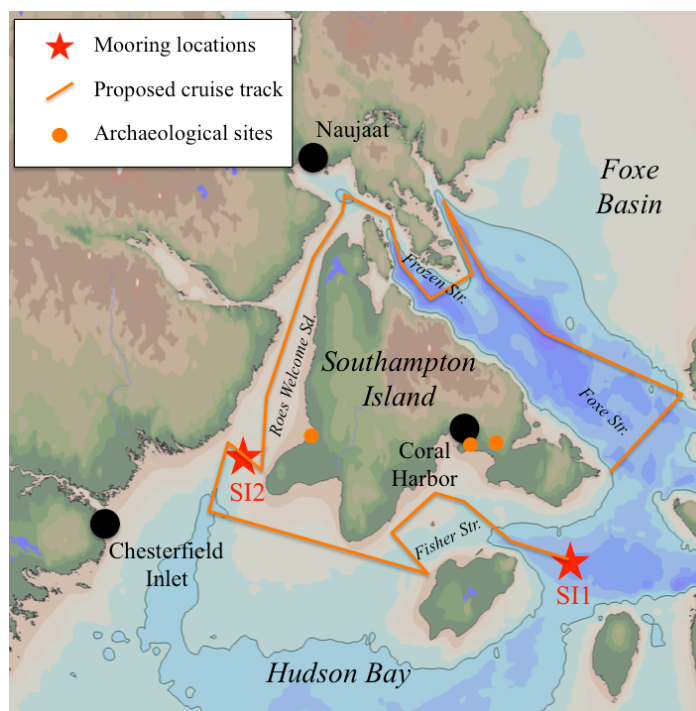 Mooring locations
Proposed cruise track
Archaeological sites
Naujaat
Foxe
Basin
Frozen Str.
Roes Welcome Sd.
Southampton
Island
Foxe Str.
Coral
Harbor
SI2
Fisher Str.
Chesterfield
Inlet
SI1
Hudson Bay